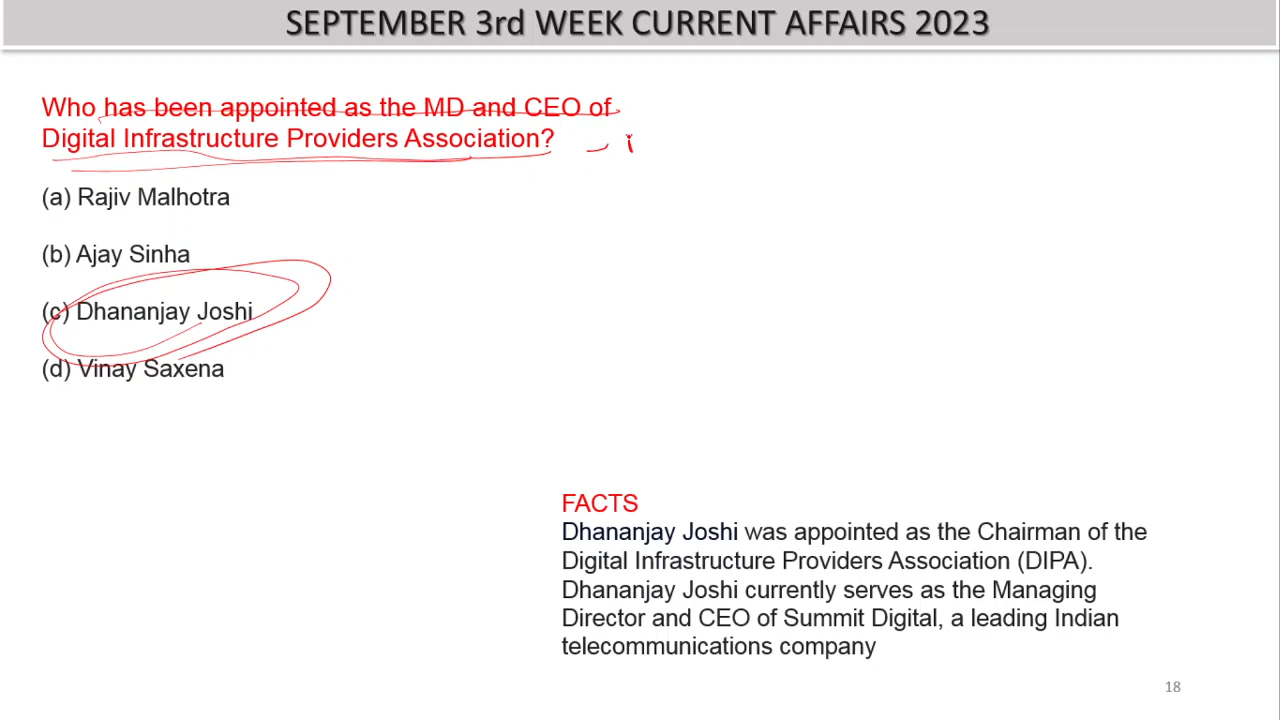 SEPTEMBER 3rd WEEK CURRENT AFFAIRS 2023
Who has been appointed as the MD and CEO of
Digital Infrastructure Providers Association?
(a) Rajiv Malhotra
(b) Ajay Sinha
(c) Dhananjay Joshi
(d) Vinay Saxena
FACTS
Dhananjay Joshi was appointed as the Chairman of the
Digital Infrastructure Providers Association (DIPA).
Dhananjay Joshi currently serves as the Managing
Director and CEO of Summit Digital, a leading Indian
telecommunications company
18